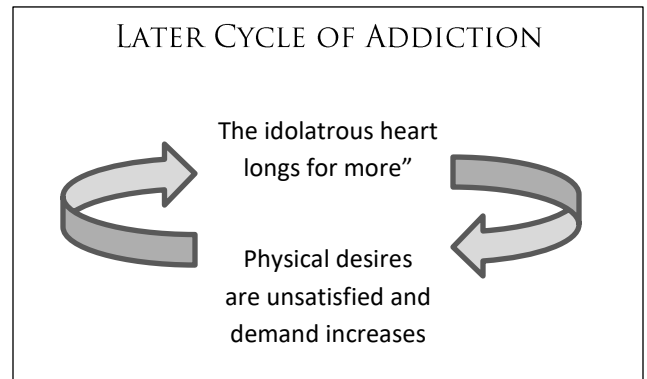 LATER CYCLE OF ADDICTION
The idolatrous heart
longs for more”
Physical desires
are unsatisfied and
demand increases